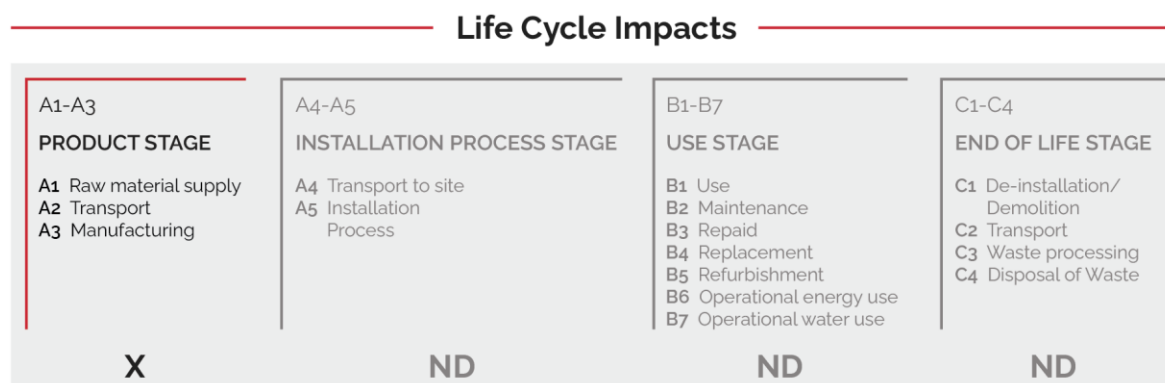 Life Cycle Impacts
A1-A3
PRODUCT STAGE
A1 Raw material supply
A2 Transport
A3 Manufacturing
X
A4-A5
INSTALLATION PROCESS STAGE
A4 Transport to site
A5 Installation
Process
ND
B1-B7
USE STAGE
B1 Use
B2 Maintenance
B3 Repaid
B4 Replacement
B5 Refurbishment
B6 Operational energy use
B7 Operational water use
ND
C1-C4
END OF LIFE STAGE
C1 De-installation/
Demolition
C2 Transport
C3 Waste processing
C4 Disposal of Waste
ND